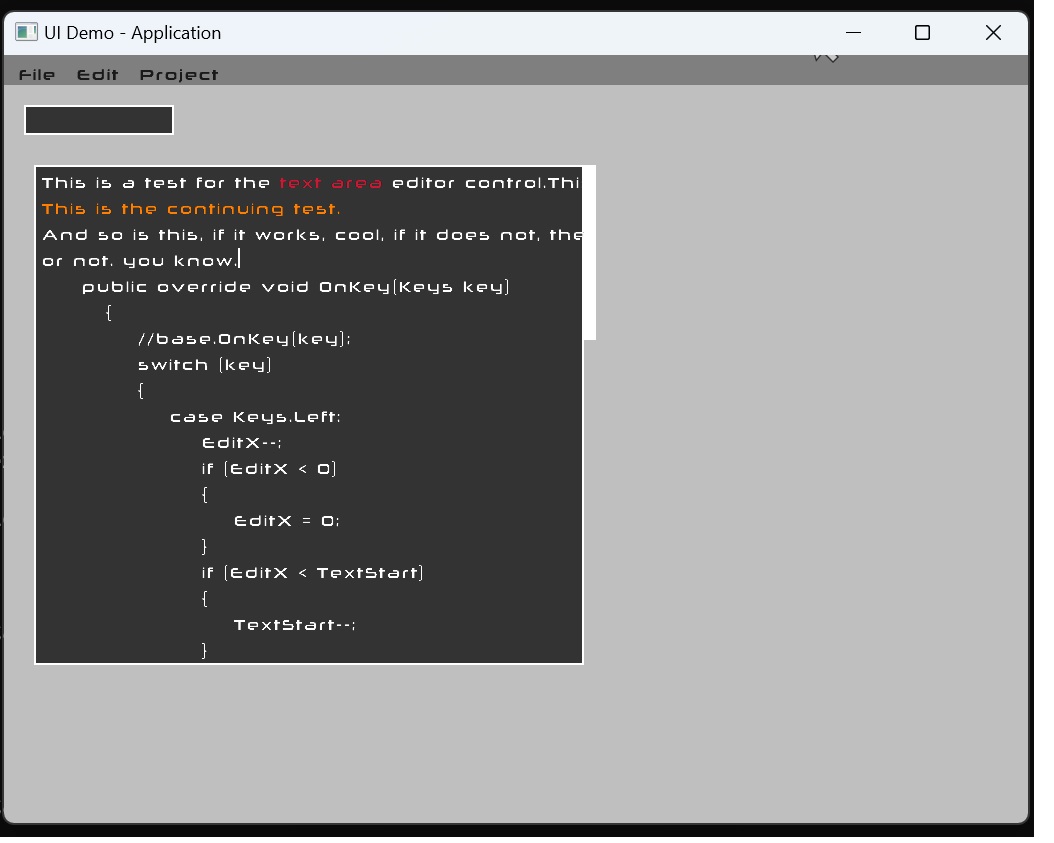 UI Demo - Application
File Edit Project
This is a test for the text area editor control.Thi
This is the continuing test.
And so is this, if it works, cool, if it does not, the
or not. you know.
public override void OnKey(Keys key)
{
//base.OnKey(key);
switch (key)
{
case Keys.Left:
EditX--;
if (EditX < 0)
{
EditX = 0;
}
if (EditX < TextStart)
{
TextStart--;
}